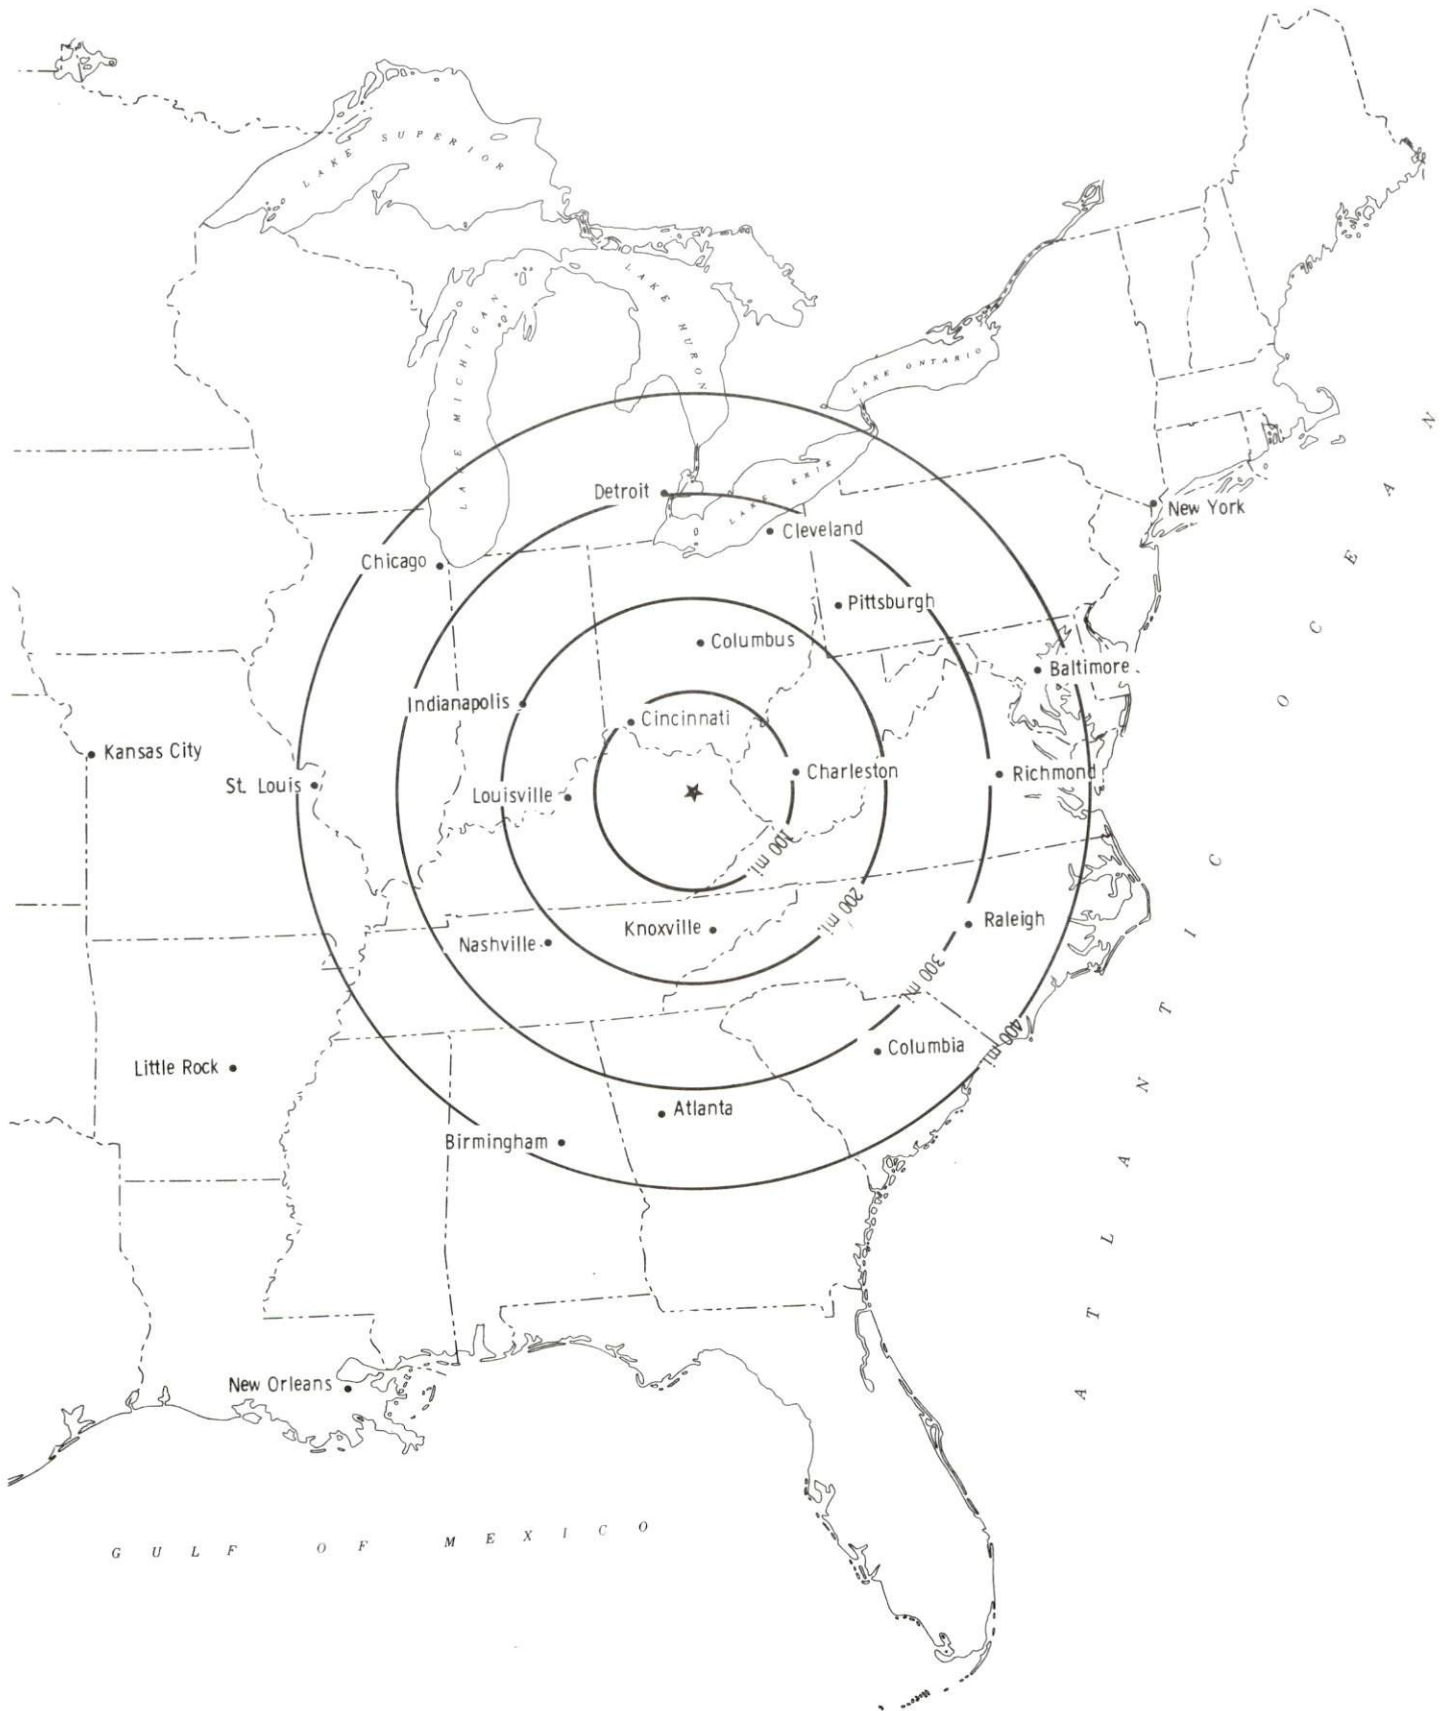 LAKE SUPERIOR
LAKE MICHIGAN
LAKE HURON
LAKE ONTARIO
LAKE ERIE
Detroit
New York
Cleveland
Chicago
Pittsburgh
Columbus
Baltimore
Indianapolis
Cincinnati
Kansas City
Charleston
Richmond
St. Louis
Louisville
100 mi.
200 mi.
Knoxville
Raleigh
Nashville
300 mi.
400 mi.
Columbia
Little Rock
Atlanta
Birmingham
ATLANTIC OCEAN
New Orleans
GULF OF MEXICO